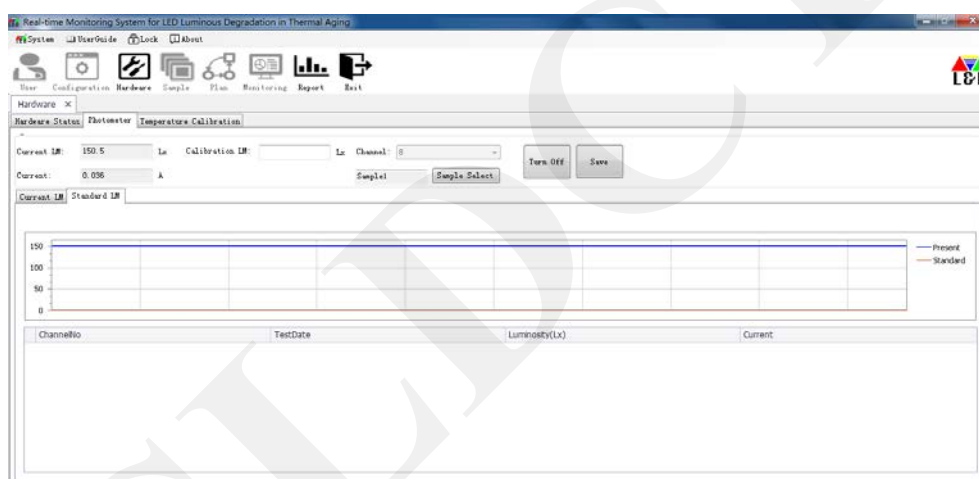 Real-time Monitoring System for LED Luminous Degradation in Thermal Aging
System UserGuide Lock About
User Configuration Hardware Sample Plan Monitoring Report Exit
Hardware ×
Hardware Status Photometer Temperature Calibration
Current LM: 150.5 Lx Calibration LM: Lx Channel: 8
Turn Off Save
Current: 0.036 A Sample1 Sample Select
Current LM Standard LM
150
100
50
0
Present
Standard
ChannelNo TestDate Luminosity(Lx) Current